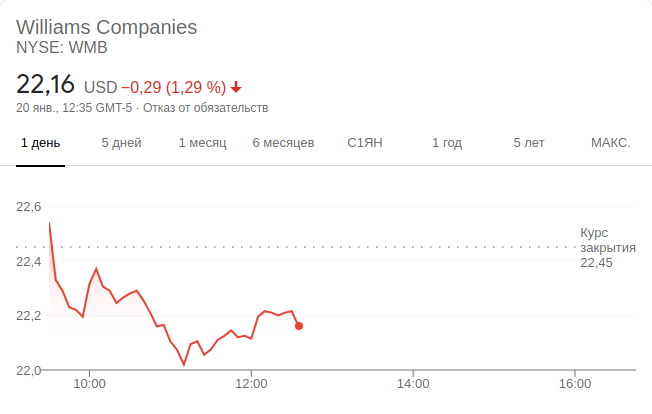 Williams Companies
NYSE: WMB
22,16 USD −0,29 (1,29 %)
20 янв., 12:35 GMT-5 · Отказ от обязательств
1 день 5 дней 1 месяц 6 месяцев С1ЯН 1 год 5 лет МАКС.
22,6
Курс
закрытия
22,45
22,4
22,2
22,0
10:00 12:00 14:00 16:00